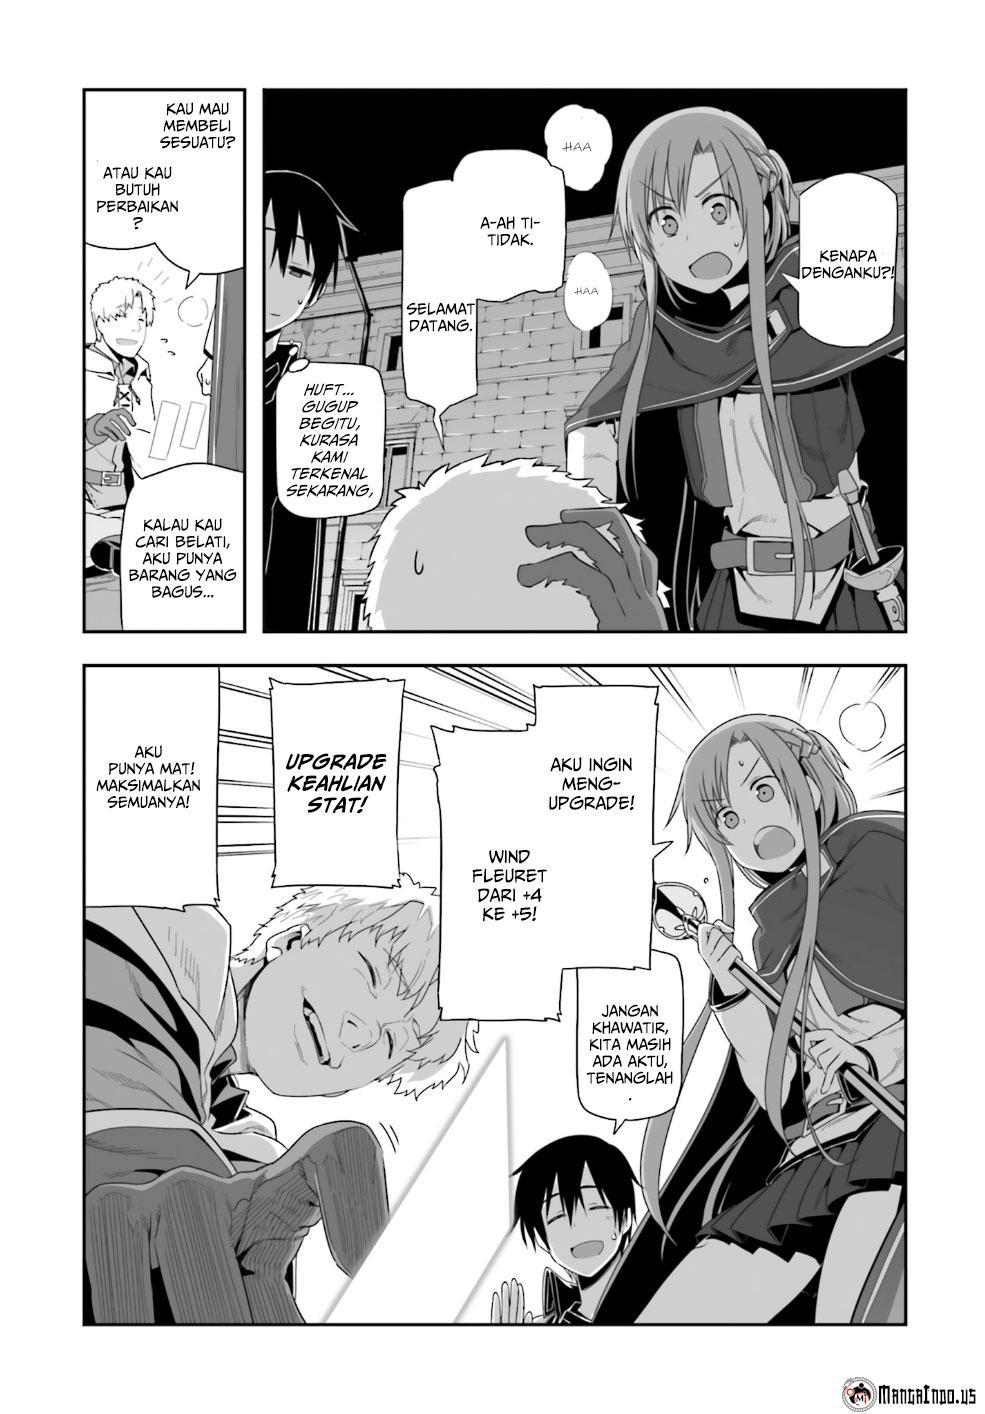 KENAPA
DENGANKU?!
HAA
HAA
A-AH TI-
TIDAK.
SELAMAT
DATANG.
HUFT...
GUGUP
BEGITU,
KURASA
KAMI
TERKENAL
SEKARANG,
KAU MAU
MEMBELI
SESUATU?
ATAU KAU
BUTUH
PERBAIKAN
?
KALAU KAU
CARI BELATI,
AKU PUNYA
BARANG YANG
BAGUS...
AKU INGIN
MENG-
UPGRADE!
WIND
FLEURET
DARI +4
KE +5!
UPGRADE
KEAHLIAN
STAT!
AKU
PUNYA MAT!
MAKSIMALKAN
SEMUANYA!
JANGAN
KHAWATIR,
KITA MASIH
ADA AKTU,
TENANGLAH
.
MANGAINDO.US